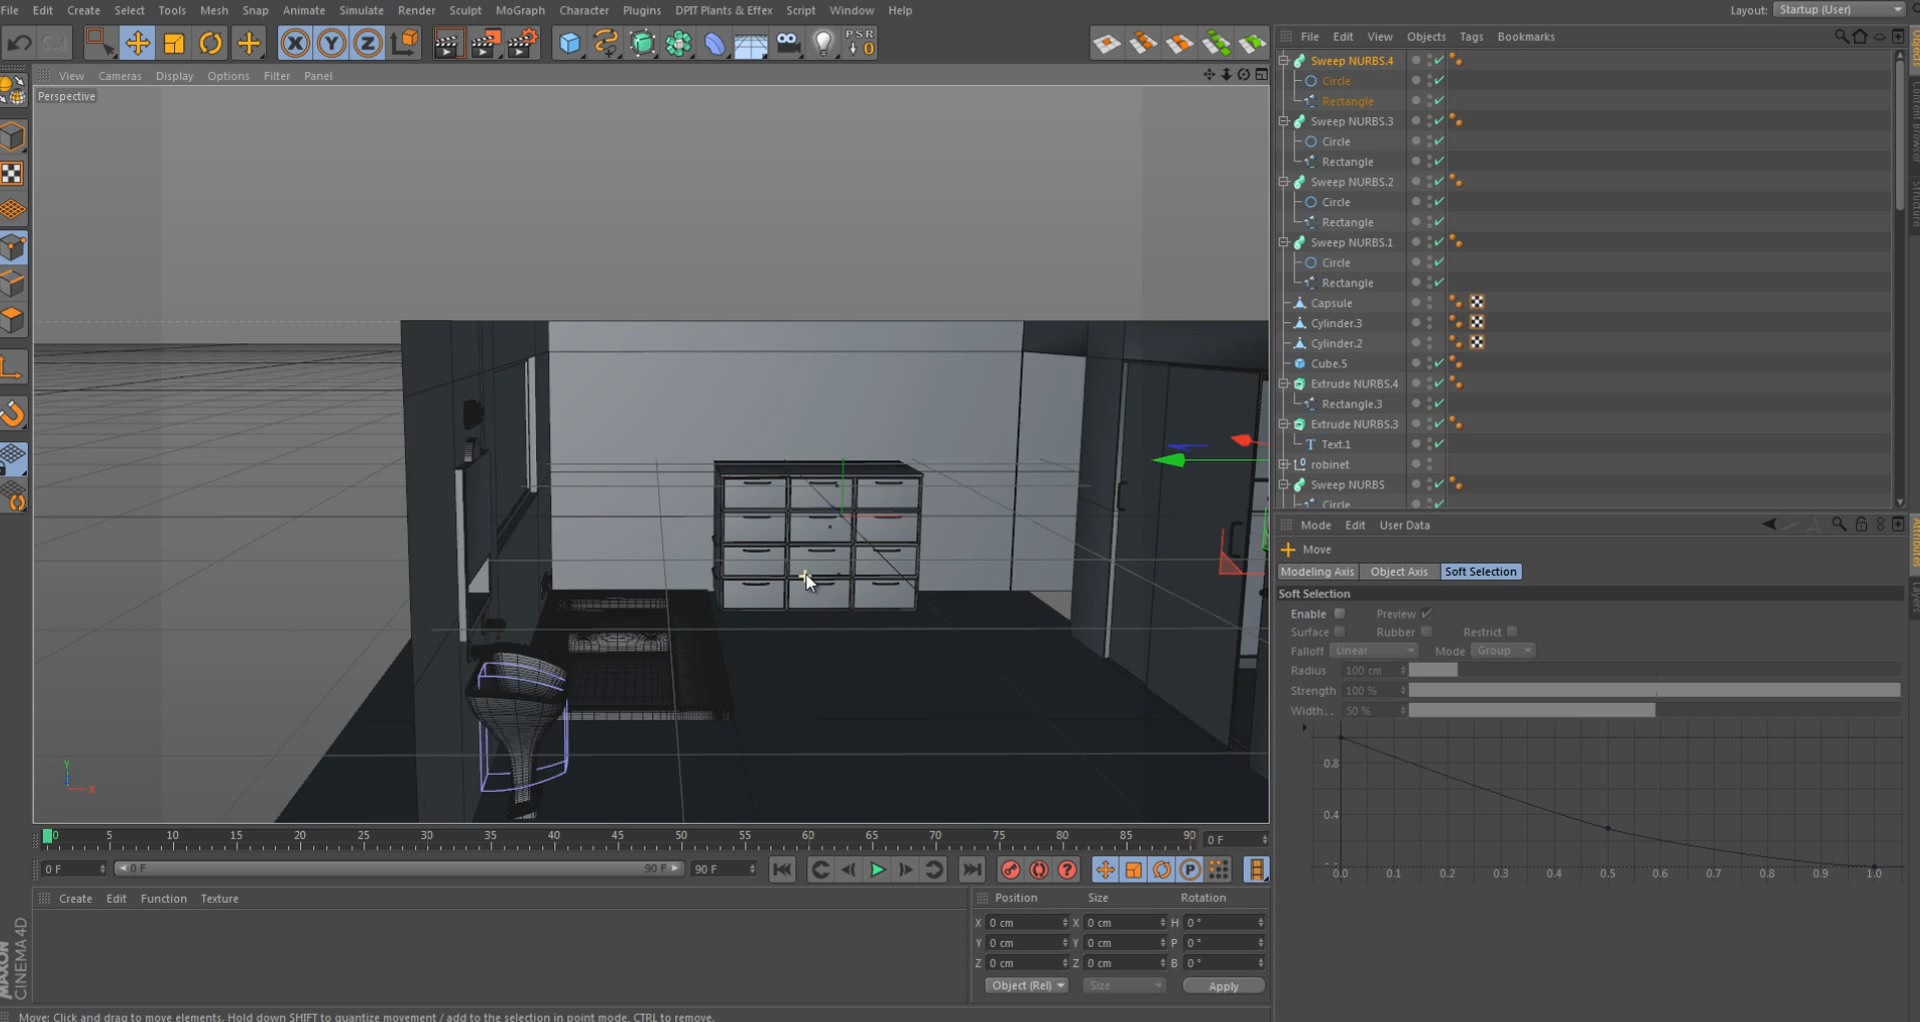 File Edit Create Select Tools Mesh Snap Animate Simulate Render Sculpt MoGraph Character Plugins DPIT Plants & Effex Script Window Help Layout: Startup (User)
PSR
0
File Edit View Objects Tags Bookmarks
View Cameras Display Options Filter Panel
Perspective
Sweep NURBS.4
Circle
Rectangle
Sweep NURBS.3
Circle
Rectangle
Sweep NURBS.2
Circle
Rectangle
Sweep NURBS.1
Circle
Rectangle
Capsule
Cylinder.3
Cylinder.2
Cube.5
Extrude NURBS.4
Rectangle.3
Extrude NURBS.3
Text.1
robinet
Sweep NURBS
Circle
Objects
Content Browser
Structure
Mode Edit User Data
Move
Modeling Axis Object Axis Soft Selection
Soft Selection
Enable Preview
Surface Rubber Restrict
Falloff Linear Mode Group
Radius 100 cm
Strength 100 %
Width.. 50 %
0.8
0.4
0.0 0.1 0.2 0.3 0.4 0.5 0.6 0.7 0.8 0.9 1.0
Attributes
Layers
Y
X
0 5 10 15 20 25 30 35 40 45 50 55 60 65 70 75 80 85 90 0 F
0 F 0 F 90 F 90 F
Create Edit Function Texture
Position Size Rotation
X 0 cm X 0 cm H 0 °
Y 0 cm Y 0 cm P 0 °
Z 0 cm Z 0 cm B 0 °
Object (Rel) Size Apply
MAXON
CINEMA 4D
Move: Click and drag to move elements. Hold down SHIFT to quantize movement / add to the selection in point mode, CTRL to remove.